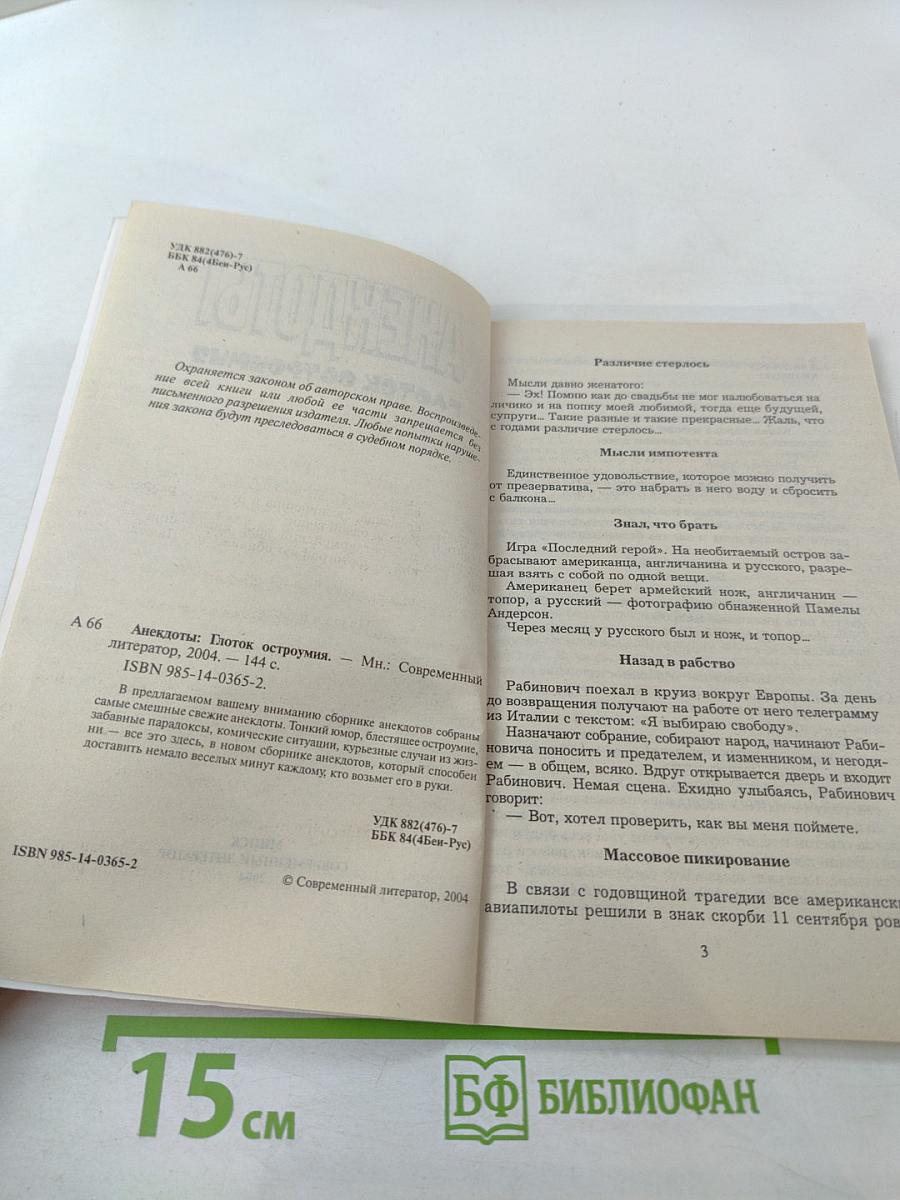 УДК 882(476)-7
ББК 84(4Беи-Рус)
А 66
Охраняется законом об авторском праве. Воспроизведе-
ние всей книги или любой ее части запрещается без
письменного разрешения издателя. Любые попытки наруше-
ния закона будут преследоваться в судебном порядке.
А 66
Анекдоты: Глоток остроумия. — Мн.: Современный
литератор, 2004. — 144 с.
ISBN 985-14-0365-2.
В предлагаемом вашему вниманию сборнике анекдотов собраны
самые смешные свежие анекдоты. Тонкий юмор, блестящее остроумие,
забавные парадоксы, комические ситуации, курьезные случаи из жиз-
ни — все это здесь, в новом сборнике анекдотов, который способен
доставить немало веселых минут каждому, кто возьмет его в руки.
УДК 882(476)-7
ББК 84(4Беи-Рус)
ISBN 985-14-0365-2
© Современный литератор, 2004
Различие стерлось
Мысли давно женатого:
— Эх! Помню как до свадьбы не мог налюбоваться на
личико и на попку моей любимой, тогда еще будущей,
супруги... Такие разные и такие прекрасные... Жаль, что
с годами различие стерлось...
Мысли импотента
Единственное удовольствие, которое можно получить
от презерватива, — это набрать в него воду и сбросить
с балкона...
Знал, что брать
Игра «Последний герой». На необитаемый остров за-
брасывают американца, англичанина и русского, разре-
шая взять с собой по одной вещи.
Американец берет армейский нож, англичанин —
топор, а русский — фотографию обнаженной Памелы
Андерсон.
Через месяц у русского был и нож, и топор...
Назад в рабство
Рабинович поехал в круиз вокруг Европы. За день
до возвращения получают на работе от него телеграмму
из Италии с текстом: «Я выбираю свободу».
Назначают собрание, собирают народ, начинают Раби-
новича поносить и предателем, и изменником, и негодя-
ем — в общем, всяко. Вдруг открывается дверь и входит
Рабинович. Немая сцена. Ехидно улыбаясь, Рабинович
говорит:
— Вот, хотел проверить, как вы меня поймете.
Массовое пикирование
В связи с годовщиной трагедии все американск
авиапилоты решили в знак скорби 11 сентября ров
3
15 см
БФ БИБЛИОФАН